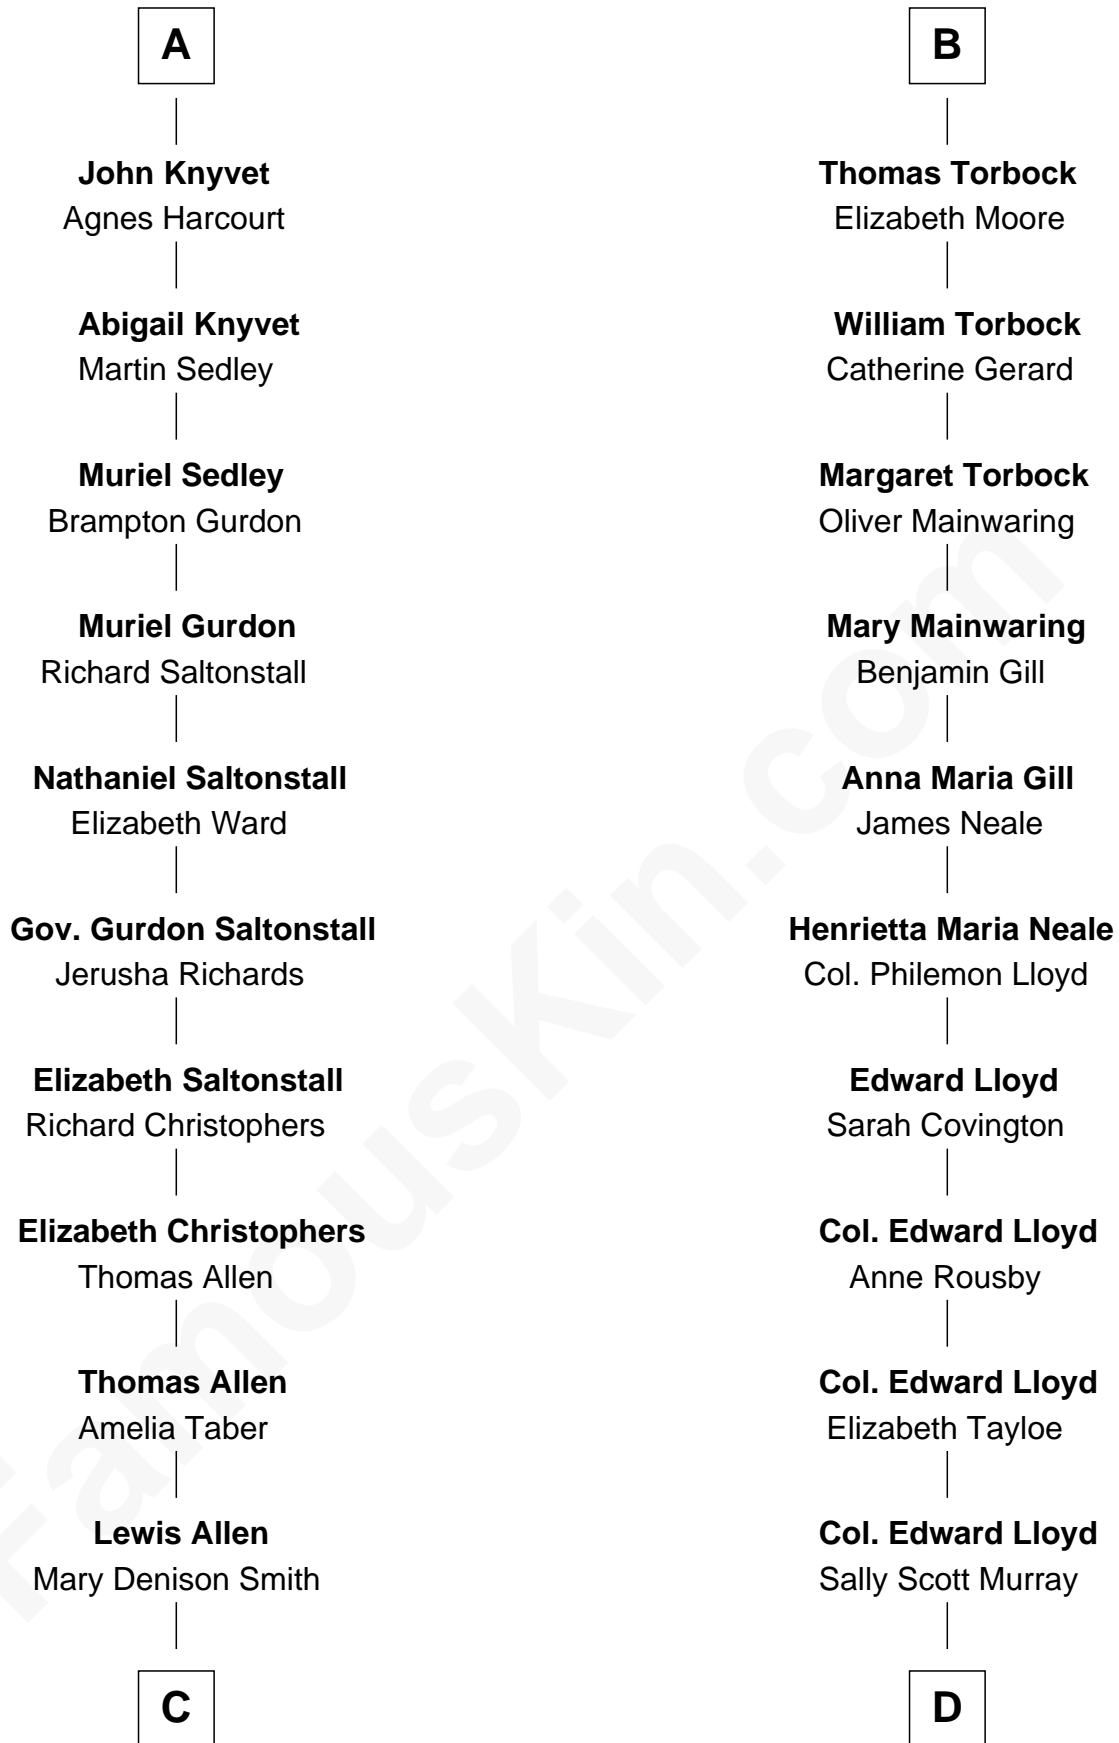 A
John Knyvet
Agnes Harcourt
Abigail Knyvet
Martin Sedley
Muriel Sedley
Brampton Gurdon
Muriel Gurdon
Richard Saltonstall
Nathaniel Saltonstall
Elizabeth Ward
Gov. Gurdon Saltonstall
Jerusha Richards
Elizabeth Saltonstall
Richard Christophers
Elizabeth Christophers
Thomas Allen
Thomas Allen
Amelia Taber
Lewis Allen
Mary Denison Smith
C
B
Thomas Torbock
Elizabeth Moore
William Torbock
Catherine Gerard
Margaret Torbock
Oliver Mainwaring
Mary Mainwaring
Benjamin Gill
Anna Maria Gill
James Neale
Henrietta Maria Neale
Col. Philemon Lloyd
Edward Lloyd
Sarah Covington
Col. Edward Lloyd
Anne Rousby
Col. Edward Lloyd
Elizabeth Tayloe
Col. Edward Lloyd
Sally Scott Murray
D
FamousKin.com